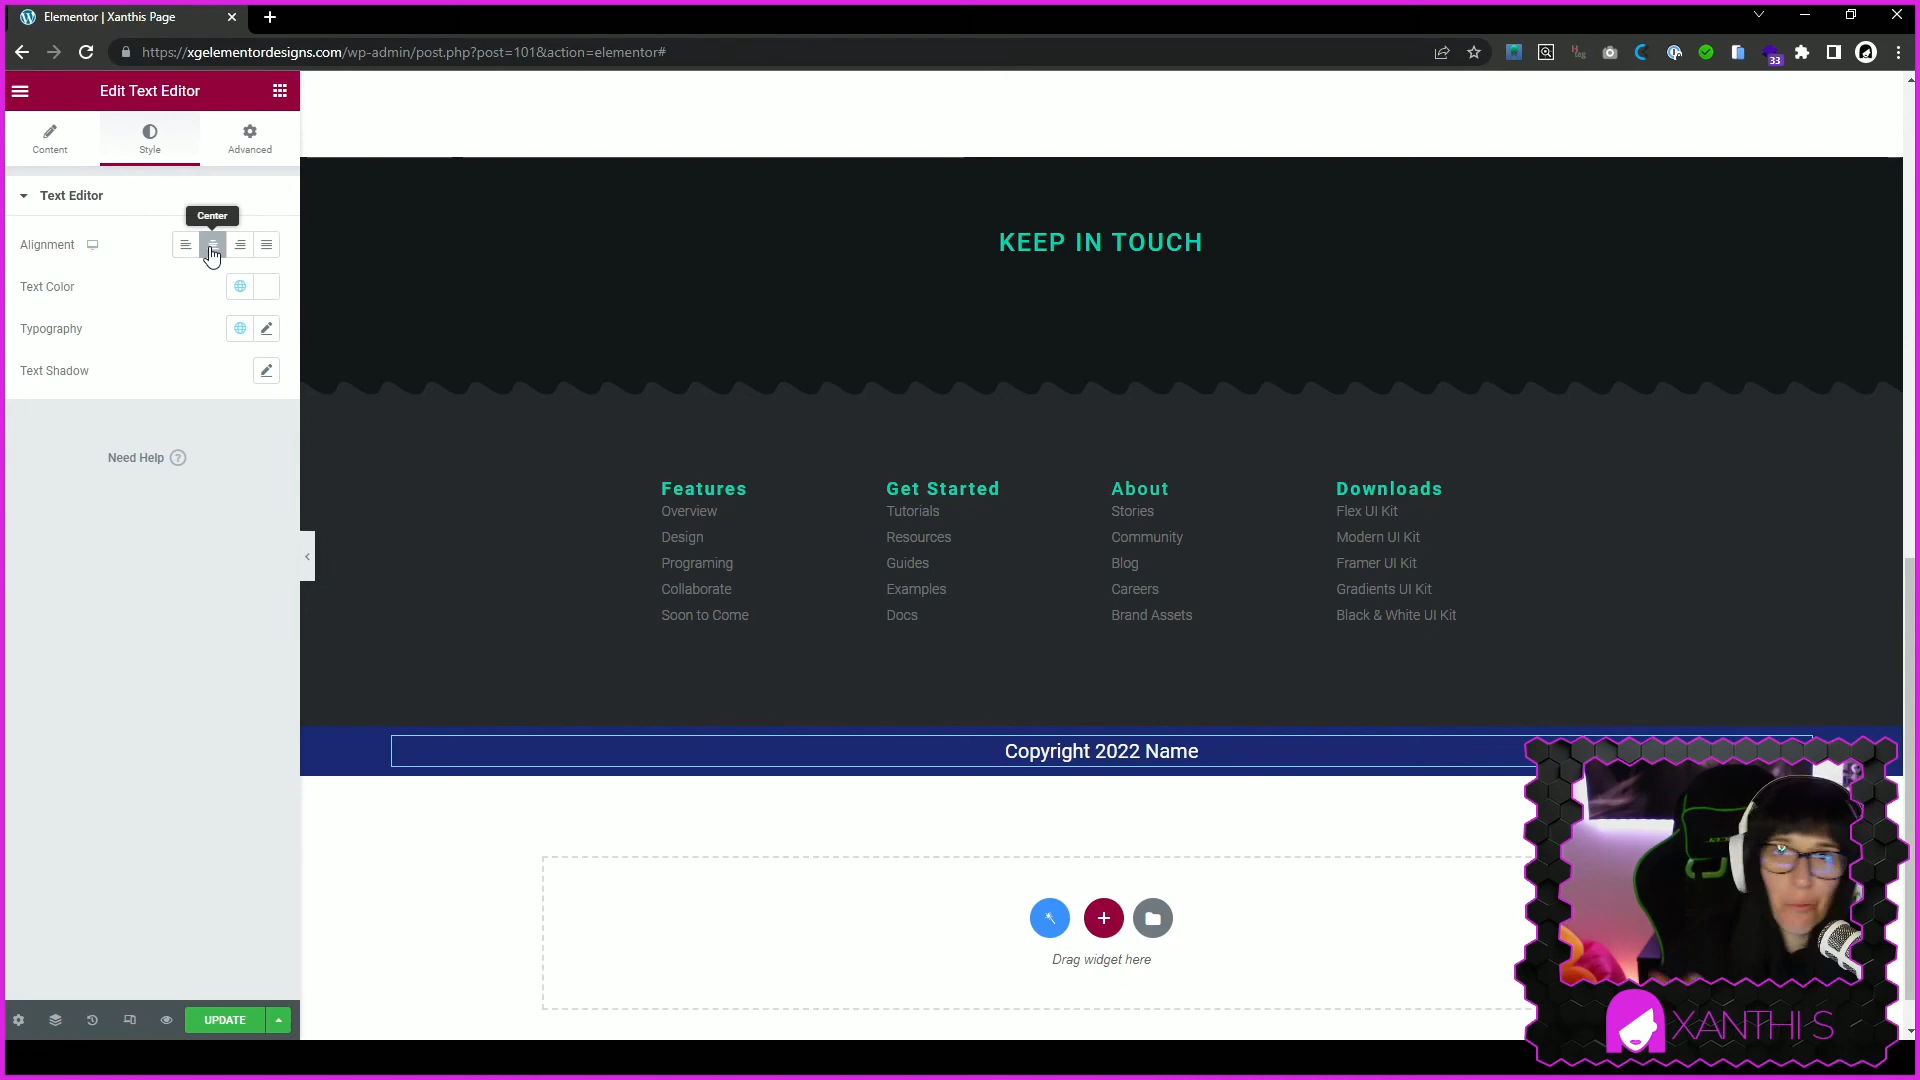 Elementor | Xanthis Page
https://xgelementordesigns.com/wp-admin/post.php?post=101&action=elementor#
33
Edit Text Editor
Content
Style
Advanced
Text Editor
Center
Alignment
Text Color
Typography
Text Shadow
Need Help ?
UPDATE
KEEP IN TOUCH
Features
Overview
Design
Programing
Collaborate
Soon to Come
Get Started
Tutorials
Resources
Guides
Examples
Docs
About
Stories
Community
Blog
Careers
Brand Assets
Downloads
Flex UI Kit
Modern UI Kit
Framer UI Kit
Gradients UI Kit
Black & White UI Kit
Copyright 2022 Name
Drag widget here
XANTHIS